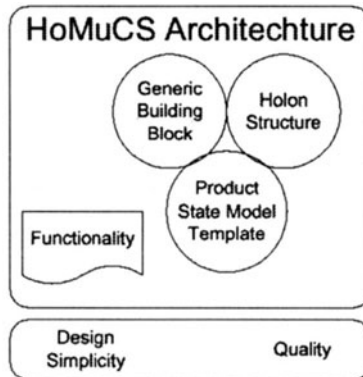 HoMuCS Architechture
Generic
Building
Block
Holon
Structure
Product
State Model
Template
Functionality
Design
Simplicity
Quality